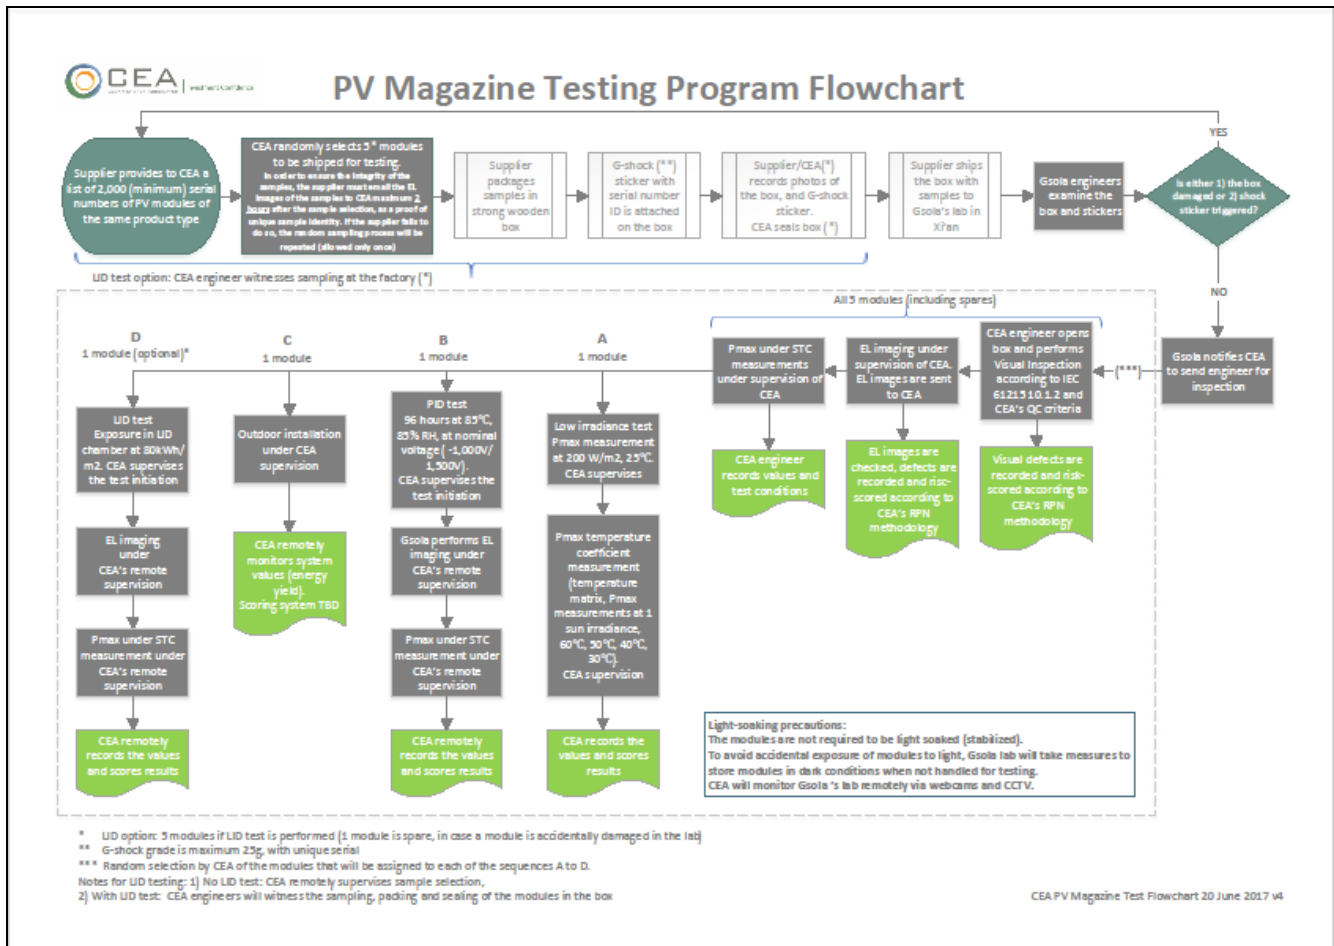 CEA
Investment Confidence
PV Magazine Testing Program Flowchart
YES
Supplier provides to CEA a
list of 2,000 (minimum) serial
numbers of PV modules of
the same product type
CEA randomly selects 5* modules
to be shipped for testing.
In order to ensure the integrity of the
samples, the supplier must email the EL
images of the samples to CEA maximum 2
hours after the sample selection, as a proof of
unique sample identity. If the supplier fails to
do so, the random sampling process will be
repeated (allowed only once)
Supplier
packages
samples in
strong wooden
box
G-shock (**)
sticker with
serial number
ID is attached
on the box
Supplier/CEA(*)
records photos of
the box, and G-shock
sticker.
CEA seals box (*)
Supplier ships
the box with
samples to
Gsola's lab in
Xi'an
Gsola engineers
examine the
box and stickers
Is either 1) the box
damaged or 2) shock
sticker triggered?
LID test option: CEA engineer witnesses sampling at the factory (*)
NO
All 5 modules (including spares)
D
1 module (optional)*
C
1 module
B
1 module
A
1 module
Pmax under STC
measurements
under supervision of
CEA
EL imaging under
supervision of CEA.
EL images are sent
to CEA
CEA engineer opens
box and performs
Visual Inspection
according to IEC
61215 10.1.2 and
CEA's QC criteria
(***)
Gsola notifies CEA
to send engineer for
inspection
LID test
Exposure in LID
chamber at 80kWh/
m2. CEA supervises
the test initiation
Outdoor installation
under CEA
supervision
PID test
96 hours at 85°C,
85% RH, at nominal
voltage ( -1,000V/
1,500V).
CEA supervises the
test initiation
Low irradiance test
Pmax measurement
at 200 W/m2, 25°C.
CEA supervises
CEA engineer
records values and
test conditions
EL images are
checked, defects are
recorded and risc-
scored according to
CEA's RPN
methodology
Visual defects are
recorded and risk-
scored according to
CEA's RPN
methodology
EL imaging
under
CEA's remote
supervision
CEA remotely
monitors system
values (energy
yield).
Scoring system TBD
Gsola performs EL
imaging under
CEA's remote
supervision
Pmax temperature
coefficient
measurement
(temperature
matrix, Pmax
measurements at 1
sun irradiance,
60°C, 50°C, 40°C,
30°C).
CEA supervision
Pmax under STC
measurement under
CEA's remote
supervision
Pmax under STC
measurement under
CEA's remote
supervision
CEA remotely
records the values
and scores results
CEA remotely
records the values
and scores results
CEA records the
values and scores
results
Light-soaking precautions:
The modules are not required to be light soaked (stabilized).
To avoid accidental exposure of modules to light, Gsola lab will take measures to
store modules in dark conditions when not handled for testing.
CEA will monitor Gsola 's lab remotely via webcams and CCTV.
* LID option: 5 modules if LID test is performed (1 module is spare, in case a module is accidentally damaged in the lab)
** G-shock grade is maximum 25g, with unique serial
*** Random selection by CEA of the modules that will be assigned to each of the sequences A to D.
Notes for LID testing: 1) No LID test: CEA remotely supervises sample selection,
2) With LID test: CEA engineers will witness the sampling, packing and sealing of the modules in the box
CEA PV Magazine Test Flowchart 20 June 2017 v4